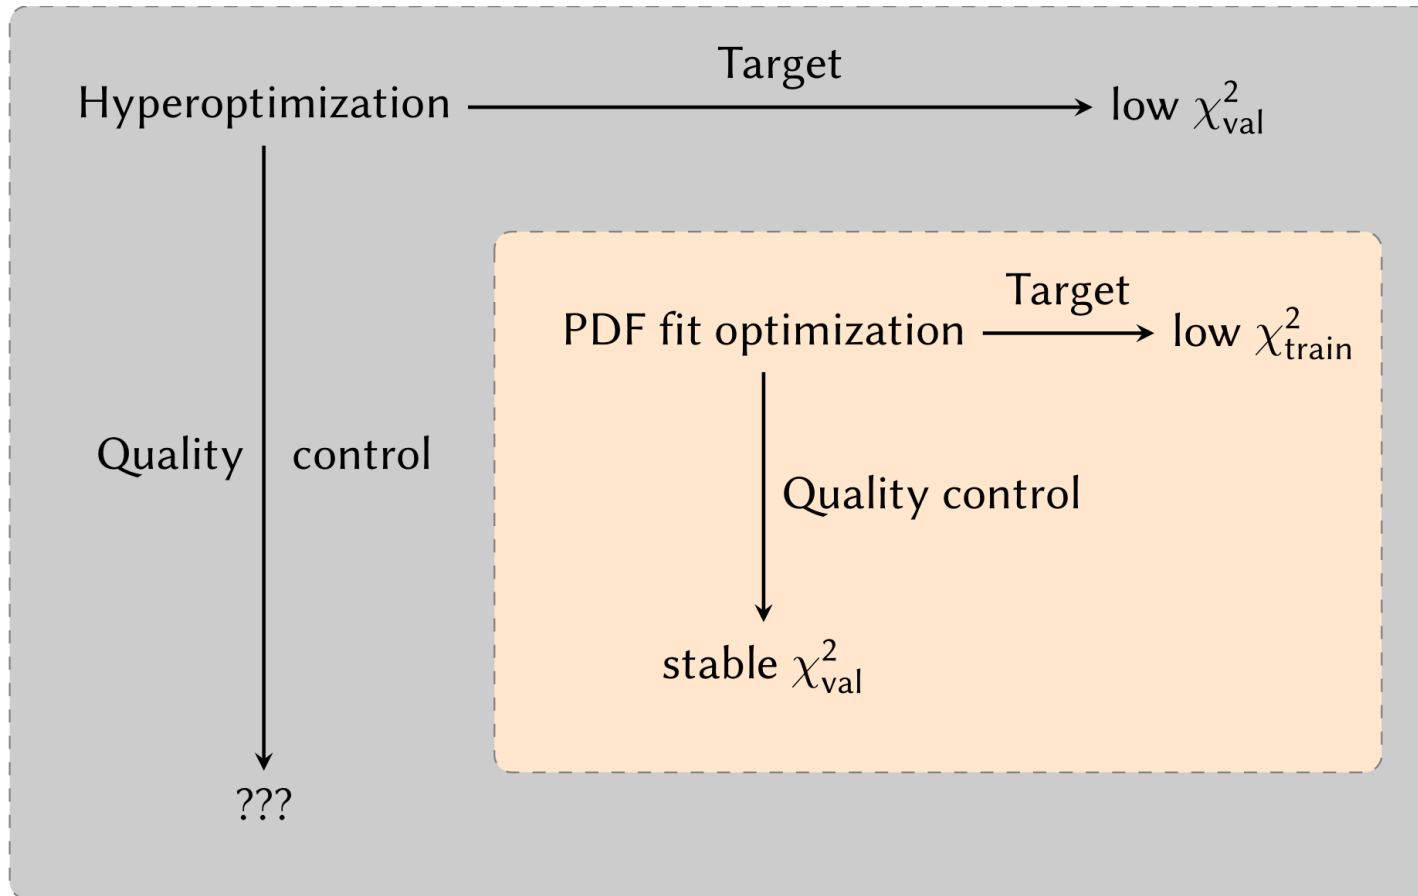 Target
Hyperoptimization low χ²val
Target
PDF fit optimization low χ²train
Quality control
Quality control
stable χ²val
???